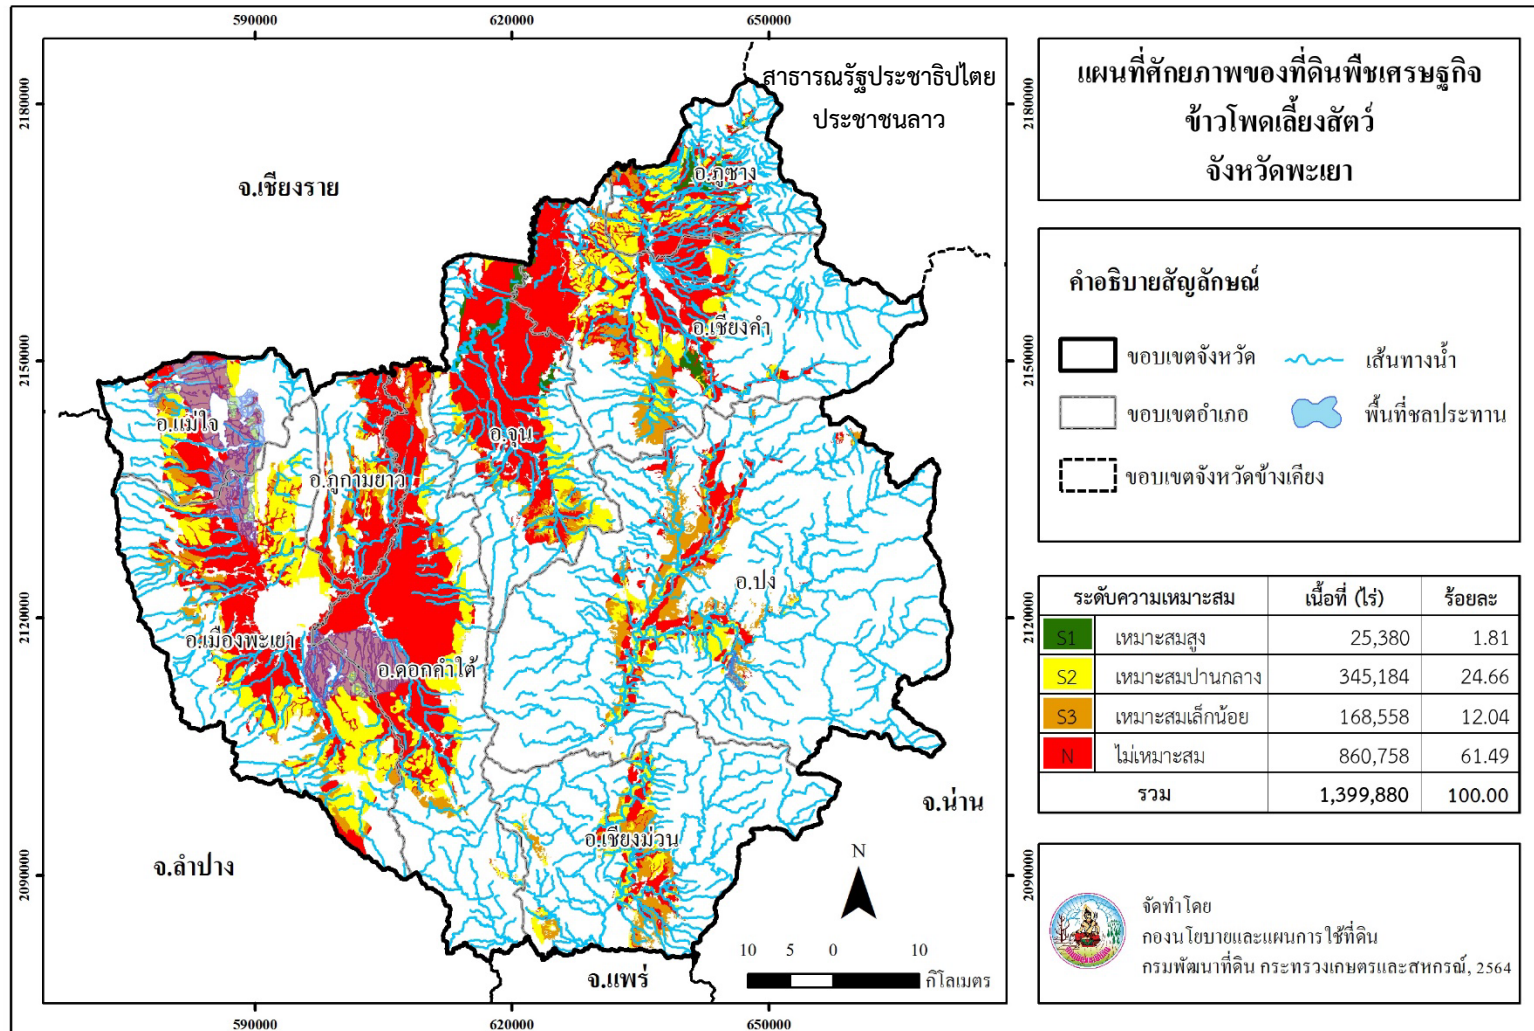 590000
620000
650000
2180000
2150000
2120000
2090000
สาธารณรัฐประชาธิปไตย
ประชาชนลาว
จ.เชียงราย
อ.ภูซาง
อ.เชียงคำ
อ.แม่ใจ
อ.จุน
อ.ภูกามยาว
อ.ปง
อ.เมืองพะเยา
อ.ดอกคำใต้
จ.น่าน
อ.เชียงม่วน
จ.ลำปาง
N
10 5 0 10
กิโลเมตร
จ.แพร่
590000
620000
650000
2180000
2150000
2120000
2090000
แผนที่ศักยภาพของที่ดินพืชเศรษฐกิจ
ข้าวโพดเลี้ยงสัตว์
จังหวัดพะเยา
คำอธิบายสัญลักษณ์
ขอบเขตจังหวัด เส้นทางน้ำ
ขอบเขตอำเภอ พื้นที่ชลประทาน
ขอบเขตจังหวัดข้างเคียง
ระดับความเหมาะสม เนื้อที่ (ไร่) ร้อยละ
S1 เหมาะสมสูง 25,380 1.81
S2 เหมาะสมปานกลาง 345,184 24.66
S3 เหมาะสมเล็กน้อย 168,558 12.04
N ไม่เหมาะสม 860,758 61.49
รวม 1,399,880 100.00
จัดทำโดย
กองนโยบายและแผนการใช้ที่ดิน
กรมพัฒนาที่ดิน กระทรวงเกษตรและสหกรณ์, 2564